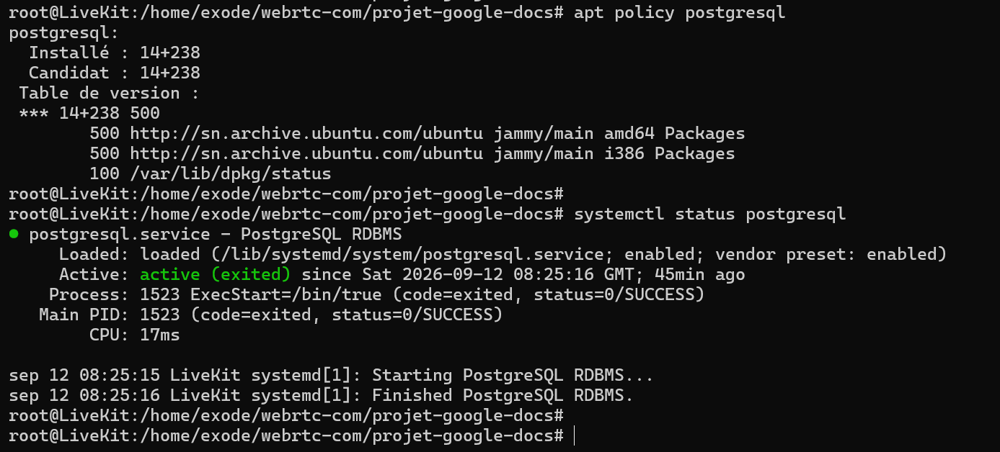 root@LiveKit:/home/exode/webrtc-com/projet-google-docs# apt policy postgresql
postgresql:
  Installé : 14+238
  Candidat : 14+238
 Table de version :
 *** 14+238 500
        500 http://sn.archive.ubuntu.com/ubuntu jammy/main amd64 Packages
        500 http://sn.archive.ubuntu.com/ubuntu jammy/main i386 Packages
        100 /var/lib/dpkg/status
root@LiveKit:/home/exode/webrtc-com/projet-google-docs#
root@LiveKit:/home/exode/webrtc-com/projet-google-docs# systemctl status postgresql
● postgresql.service - PostgreSQL RDBMS
     Loaded: loaded (/lib/systemd/system/postgresql.service; enabled; vendor preset: enabled)
     Active: active (exited) since Sat 2026-09-12 08:25:16 GMT; 45min ago
    Process: 1523 ExecStart=/bin/true (code=exited, status=0/SUCCESS)
   Main PID: 1523 (code=exited, status=0/SUCCESS)
        CPU: 17ms

sep 12 08:25:15 LiveKit systemd[1]: Starting PostgreSQL RDBMS...
sep 12 08:25:16 LiveKit systemd[1]: Finished PostgreSQL RDBMS.
root@LiveKit:/home/exode/webrtc-com/projet-google-docs#
root@LiveKit:/home/exode/webrtc-com/projet-google-docs#